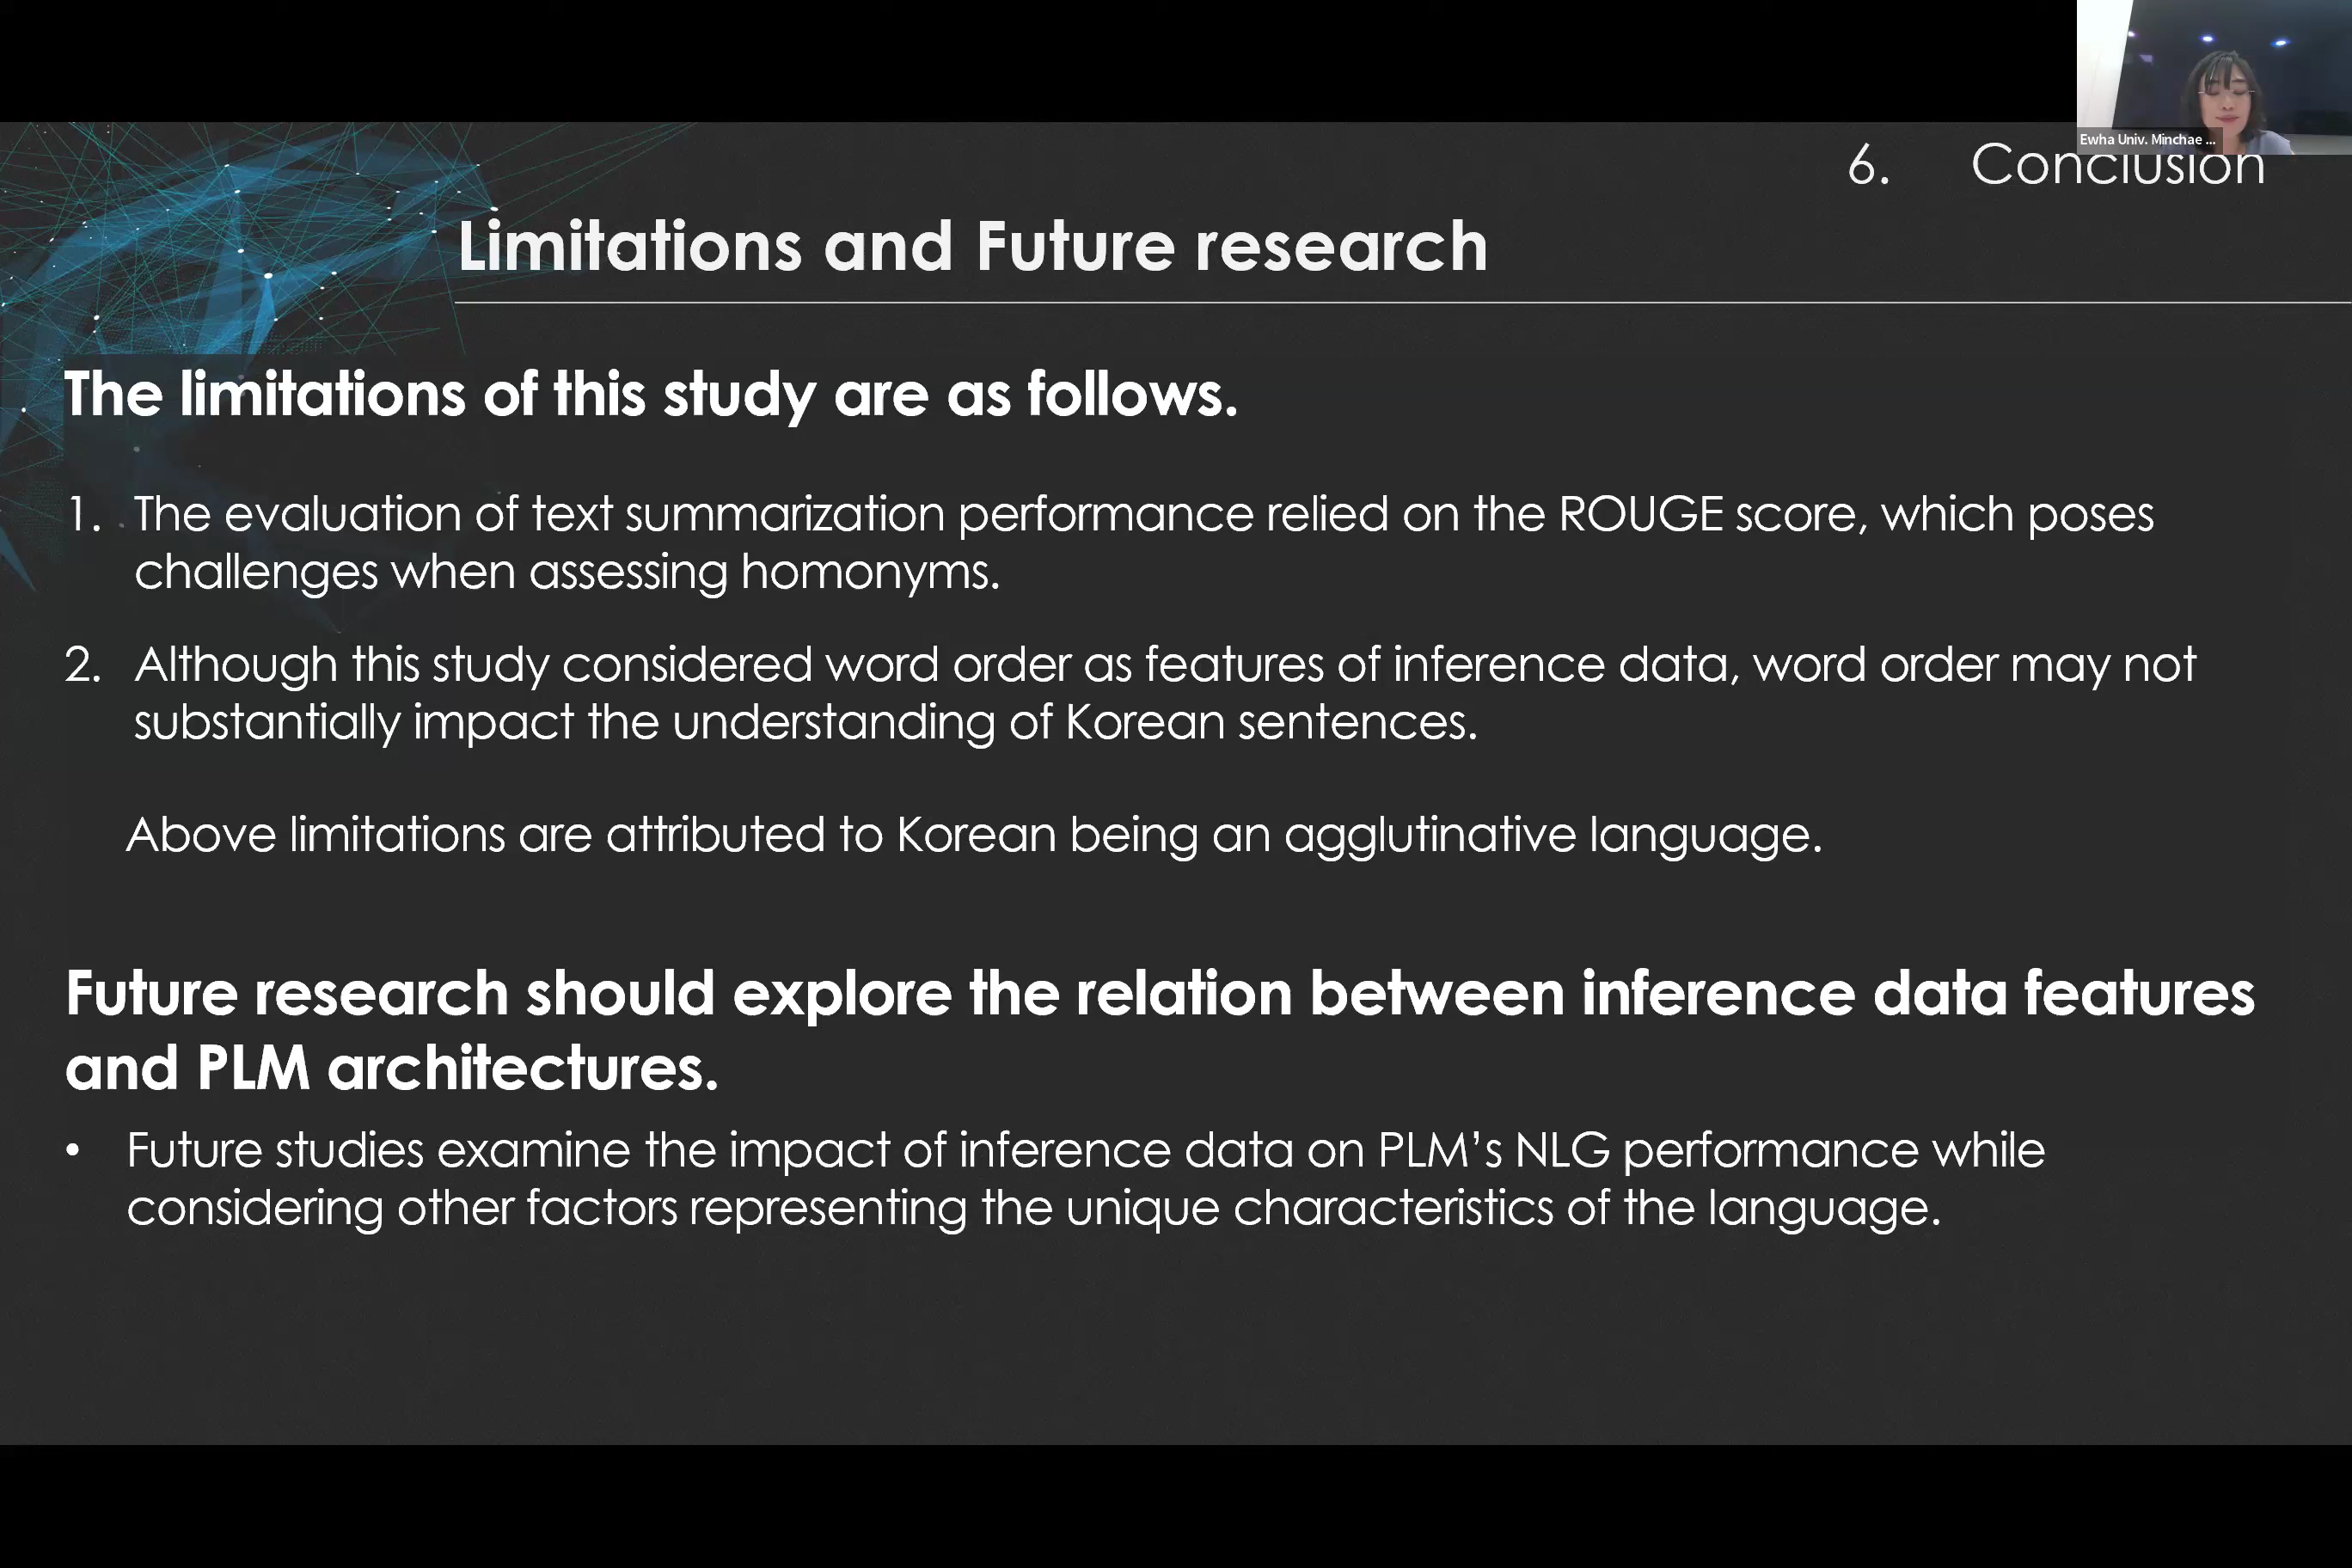 Ewha Univ. Minchae ...
6. Conclusion
Limitations and Future research
The limitations of this study are as follows.
1. The evaluation of text summarization performance relied on the ROUGE score, which poses
challenges when assessing homonyms.
2. Although this study considered word order as features of inference data, word order may not
substantially impact the understanding of Korean sentences.
Above limitations are attributed to Korean being an agglutinative language.
Future research should explore the relation between inference data features
and PLM architectures.
• Future studies examine the impact of inference data on PLM’s NLG performance while
considering other factors representing the unique characteristics of the language.